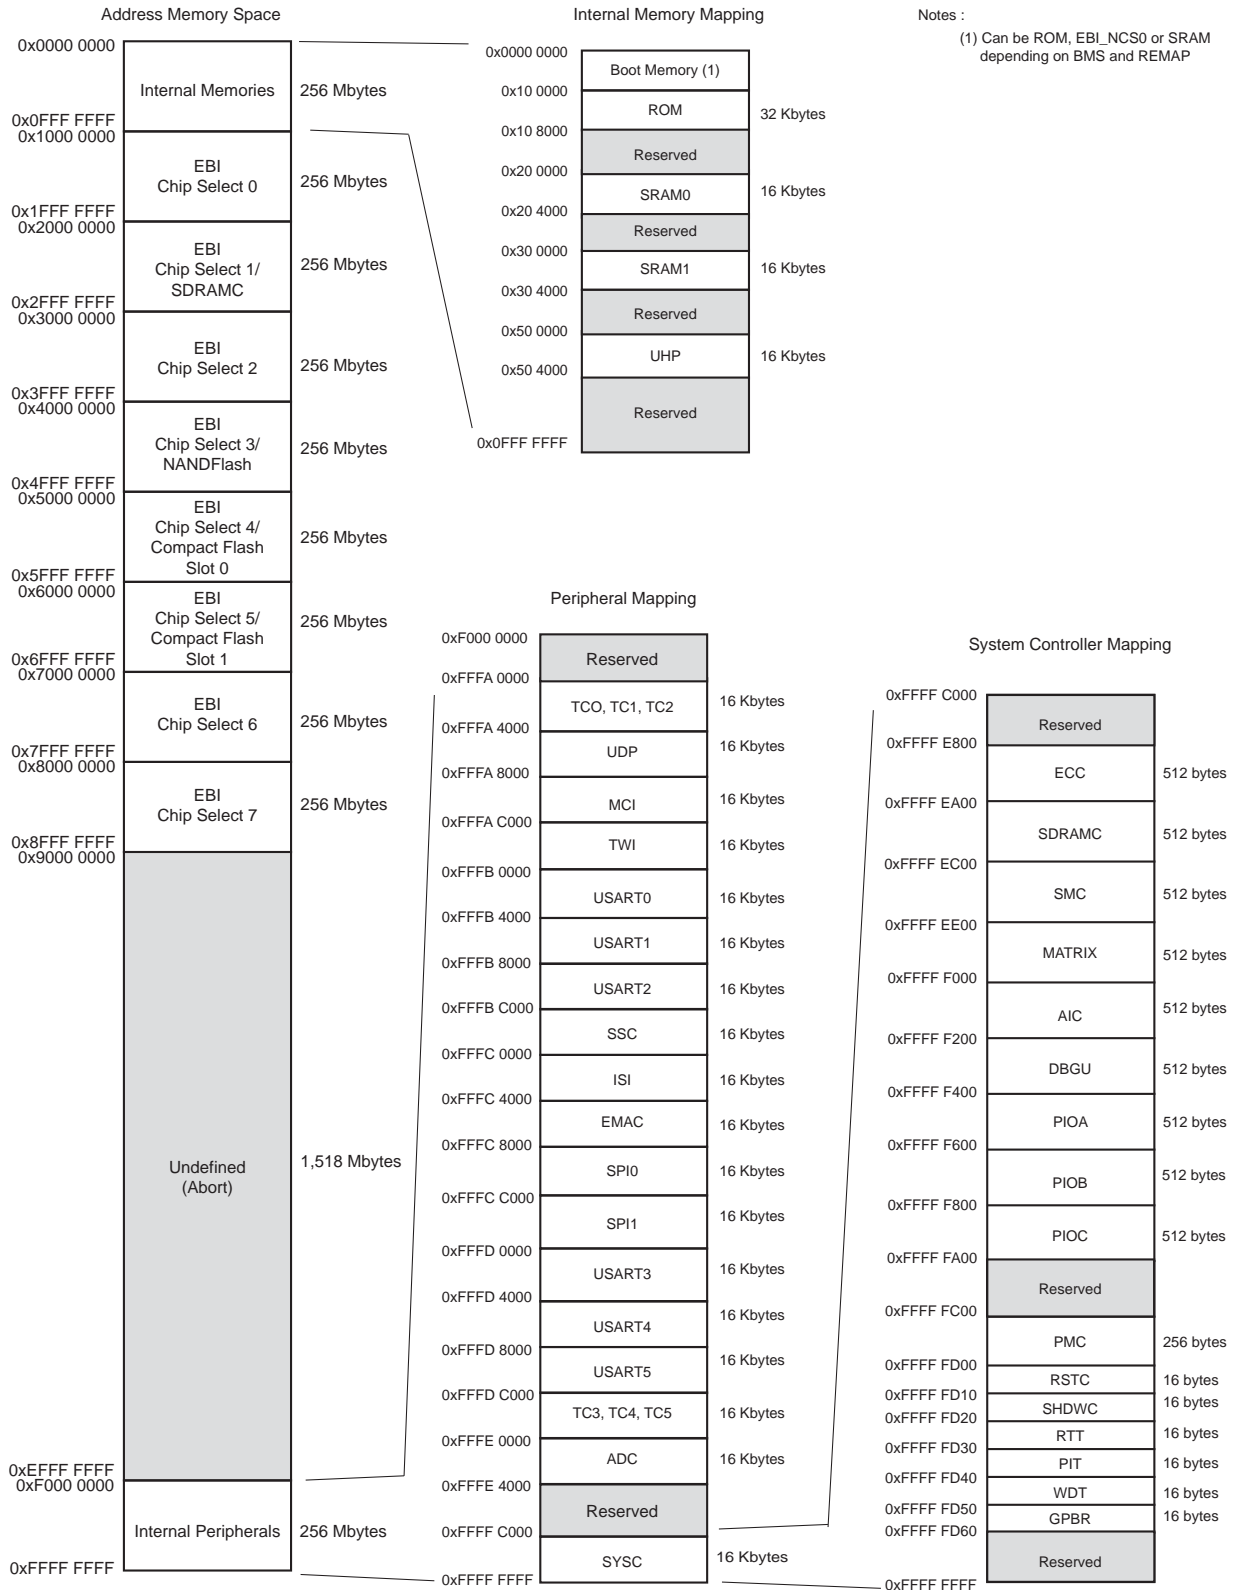 Address Memory Space
0x0000 0000
Internal Memories
256 Mbytes
0x0FFF FFFF
0x1000 0000
EBI
Chip Select 0
256 Mbytes
0x1FFF FFFF
0x2000 0000
EBI
Chip Select 1/
SDRAMC
256 Mbytes
0x2FFF FFFF
0x3000 0000
EBI
Chip Select 2
256 Mbytes
0x3FFF FFFF
0x4000 0000
EBI
Chip Select 3/
NANDFlash
256 Mbytes
0x4FFF FFFF
0x5000 0000
EBI
Chip Select 4/
Compact Flash
Slot 0
256 Mbytes
0x5FFF FFFF
0x6000 0000
EBI
Chip Select 5/
Compact Flash
Slot 1
256 Mbytes
0x6FFF FFFF
0x7000 0000
EBI
Chip Select 6
256 Mbytes
0x7FFF FFFF
0x8000 0000
EBI
Chip Select 7
256 Mbytes
0x8FFF FFFF
0x9000 0000
Undefined
(Abort)
1,518 Mbytes
0xEFFF FFFF
0xF000 0000
Internal Peripherals
256 Mbytes
0xFFFF FFFF
Internal Memory Mapping
0x0000 0000
Boot Memory (1)
0x10 0000
ROM
32 Kbytes
0x10 8000
Reserved
0x20 0000
SRAM0
16 Kbytes
0x20 4000
Reserved
0x30 0000
SRAM1
16 Kbytes
0x30 4000
Reserved
0x50 0000
UHP
16 Kbytes
0x50 4000
Reserved
0x0FFF FFFF
Notes :
(1) Can be ROM, EBI_NCS0 or SRAM
depending on BMS and REMAP
Peripheral Mapping
0xF000 0000
Reserved
0xFFFA 0000
TCO, TC1, TC2
16 Kbytes
0xFFFA 4000
UDP
16 Kbytes
0xFFFA 8000
MCI
16 Kbytes
0xFFFA C000
TWI
16 Kbytes
0xFFFB 0000
USART0
16 Kbytes
0xFFFB 4000
USART1
16 Kbytes
0xFFFB 8000
USART2
16 Kbytes
0xFFFB C000
SSC
16 Kbytes
0xFFFC 0000
ISI
16 Kbytes
0xFFFC 4000
EMAC
16 Kbytes
0xFFFC 8000
SPI0
16 Kbytes
0xFFFC C000
SPI1
16 Kbytes
0xFFFD 0000
USART3
16 Kbytes
0xFFFD 4000
USART4
16 Kbytes
0xFFFD 8000
USART5
16 Kbytes
0xFFFD C000
TC3, TC4, TC5
16 Kbytes
0xFFFE 0000
ADC
16 Kbytes
0xFFFE 4000
Reserved
0xFFFF C000
SYSC
16 Kbytes
0xFFFF FFFF
System Controller Mapping
0xFFFF C000
Reserved
0xFFFF E800
ECC
512 bytes
0xFFFF EA00
SDRAMC
512 bytes
0xFFFF EC00
SMC
512 bytes
0xFFFF EE00
MATRIX
512 bytes
0xFFFF F000
AIC
512 bytes
0xFFFF F200
DBGU
512 bytes
0xFFFF F400
PIOA
512 bytes
0xFFFF F600
PIOB
512 bytes
0xFFFF F800
PIOC
512 bytes
0xFFFF FA00
Reserved
0xFFFF FC00
PMC
256 bytes
0xFFFF FD00
RSTC
16 bytes
0xFFFF FD10
SHDWC
16 bytes
0xFFFF FD20
RTT
16 bytes
0xFFFF FD30
PIT
16 bytes
0xFFFF FD40
WDT
16 bytes
0xFFFF FD50
GPBR
16 bytes
0xFFFF FD60
Reserved
0xFFFF FFFF